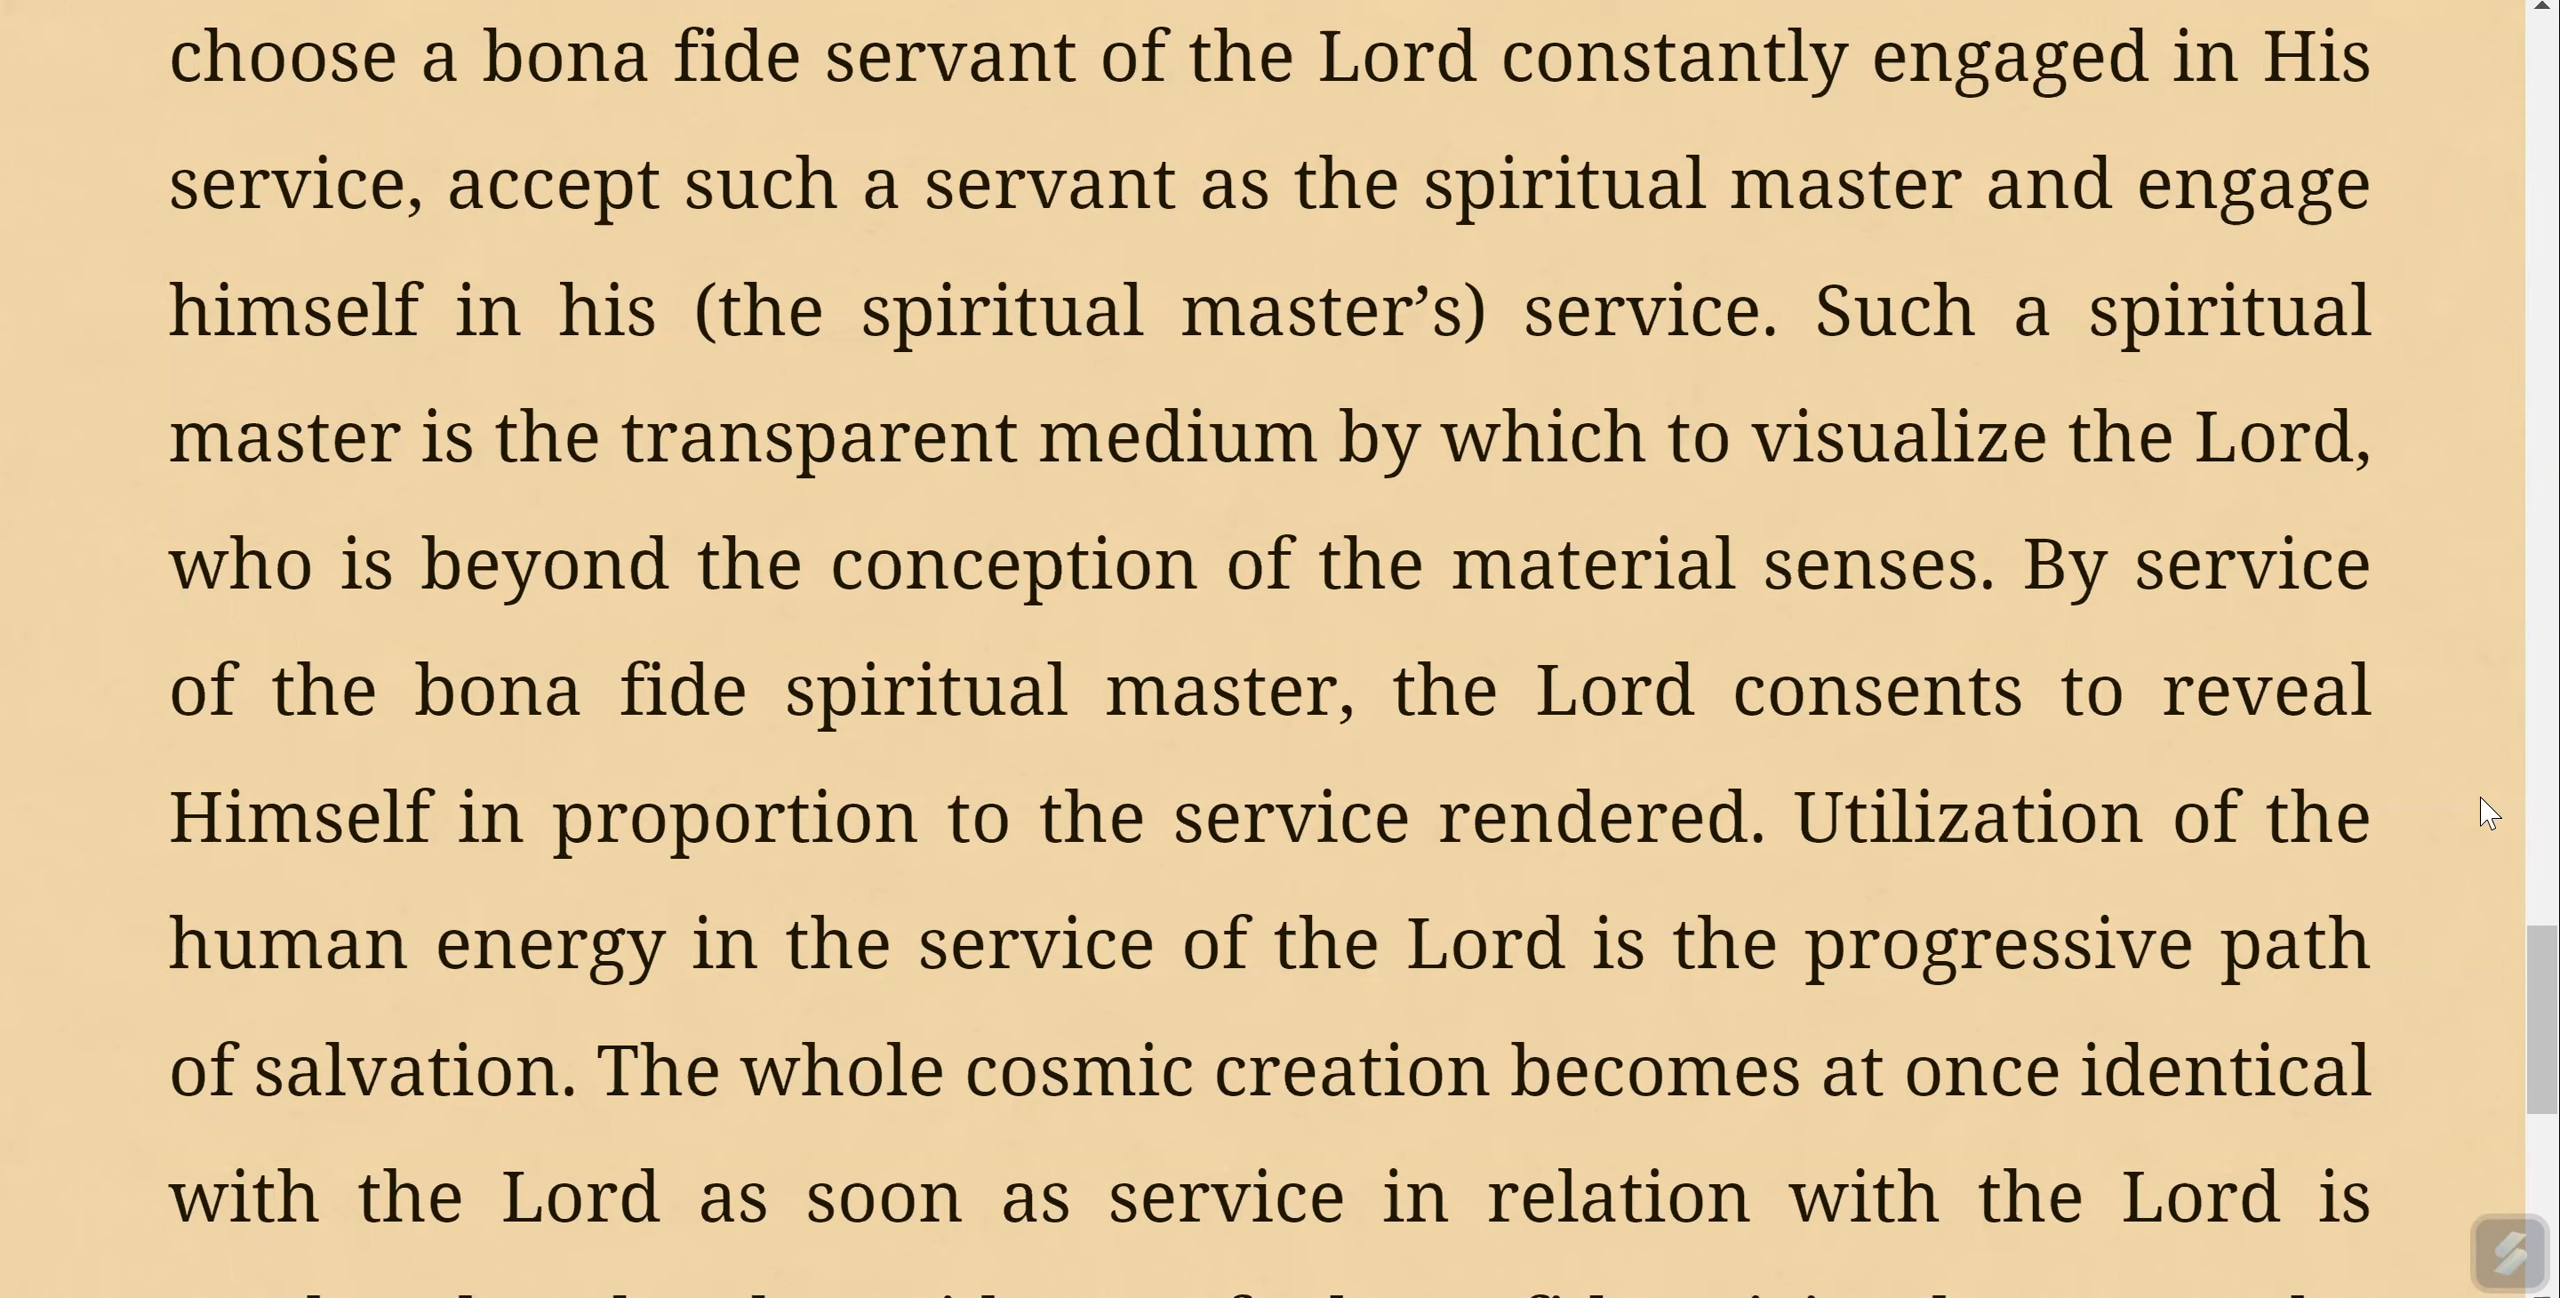 choose a bona fide servant of the Lord constantly engaged in His
service, accept such a servant as the spiritual master and engage
himself in his (the spiritual master’s) service. Such a spiritual
master is the transparent medium by which to visualize the Lord,
who is beyond the conception of the material senses. By service
of the bona fide spiritual master, the Lord consents to reveal
Himself in proportion to the service rendered. Utilization of the
human energy in the service of the Lord is the progressive path
of salvation. The whole cosmic creation becomes at once identical
with the Lord as soon as service in relation with the Lord is